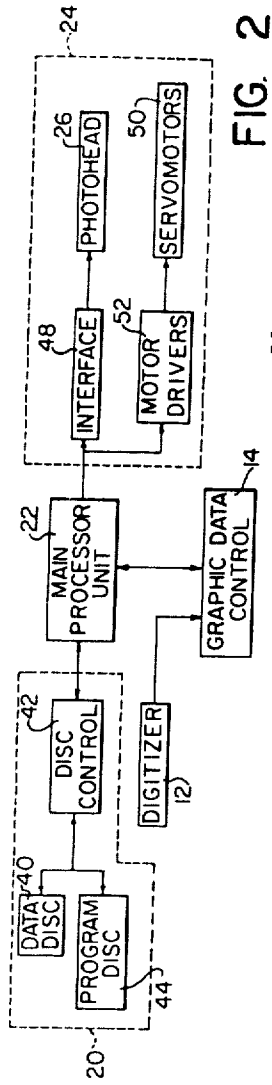 24
26
PHOTOHEAD
50
SERVOMOTORS
48
INTERFACE
52
MOTOR
DRIVERS
22
MAIN
PROCESSOR
UNIT
14
GRAPHIC DATA
CONTROL
42
DISC
CONTROL
DIGITIZER
12
40
DATA
DISC
PROGRAM
DISC
44
20
FIG. 2